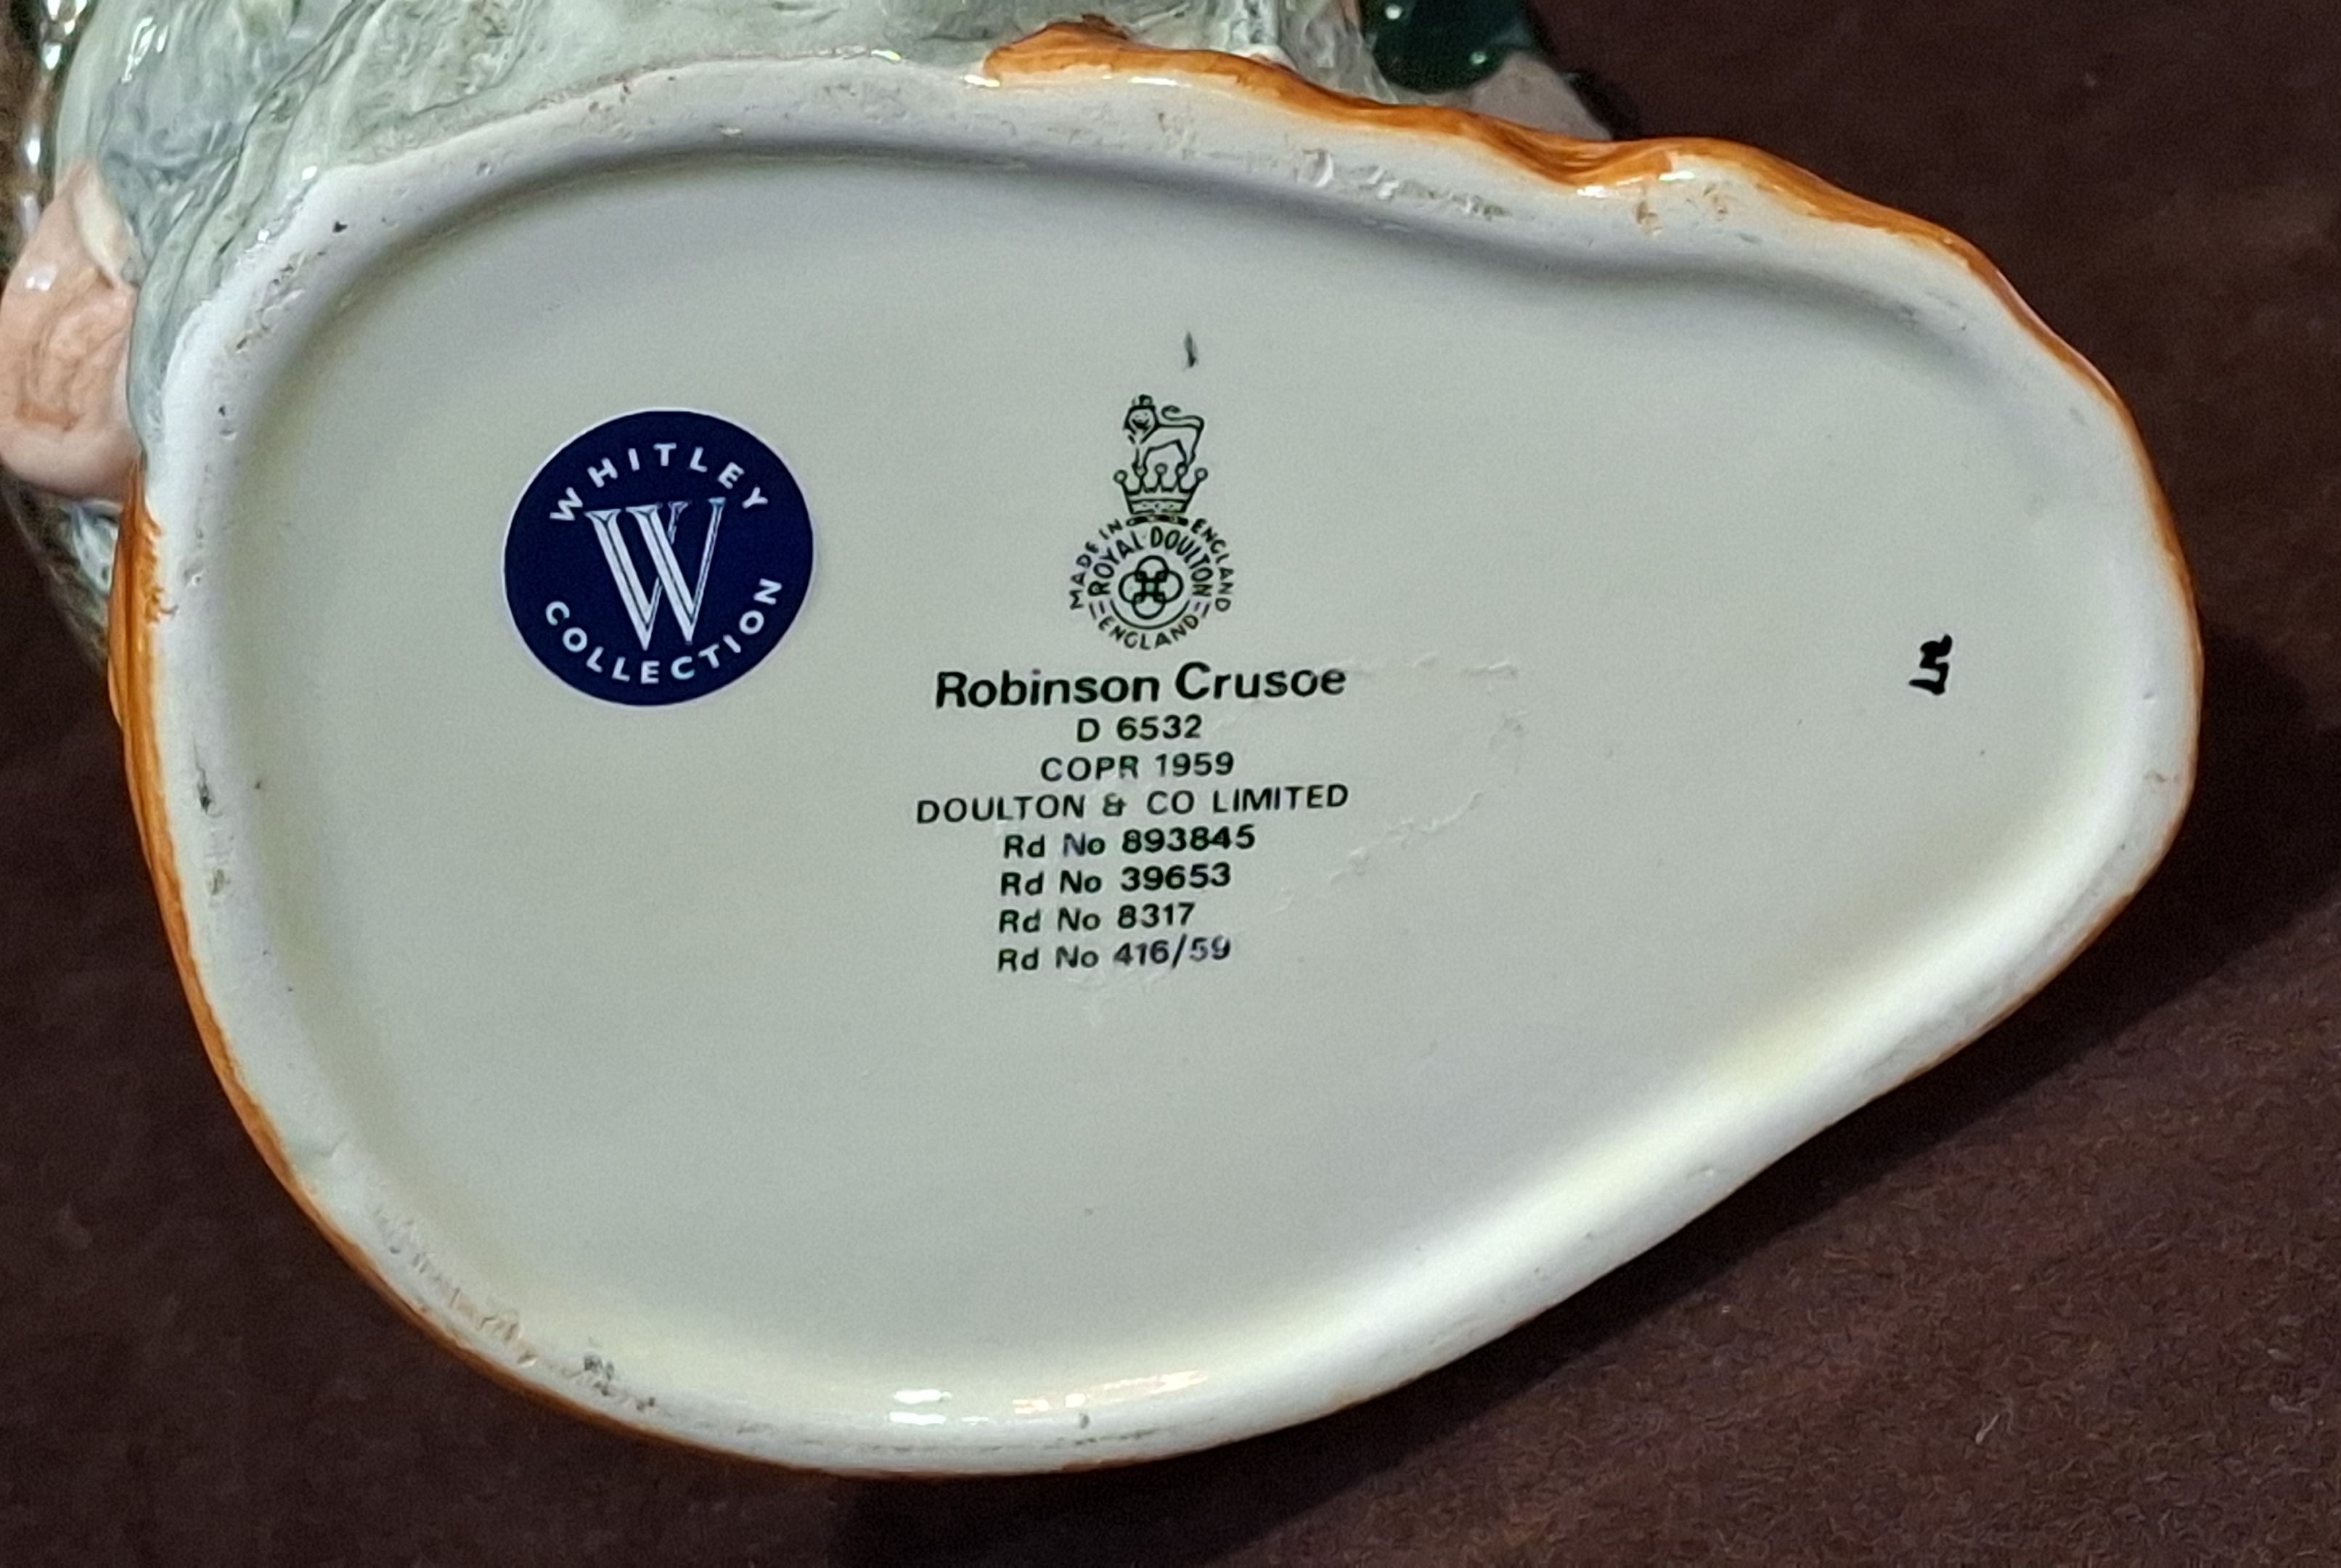 WHITLEY
W
COLLECTION
MADE IN ENGLAND
ROYAL DOULTON
ENGLAND
Robinson Crusoe
D 6532
COPR 1959
DOULTON & CO LIMITED
Rd No 893845
Rd No 39653
Rd No 8317
Rd No 416/59